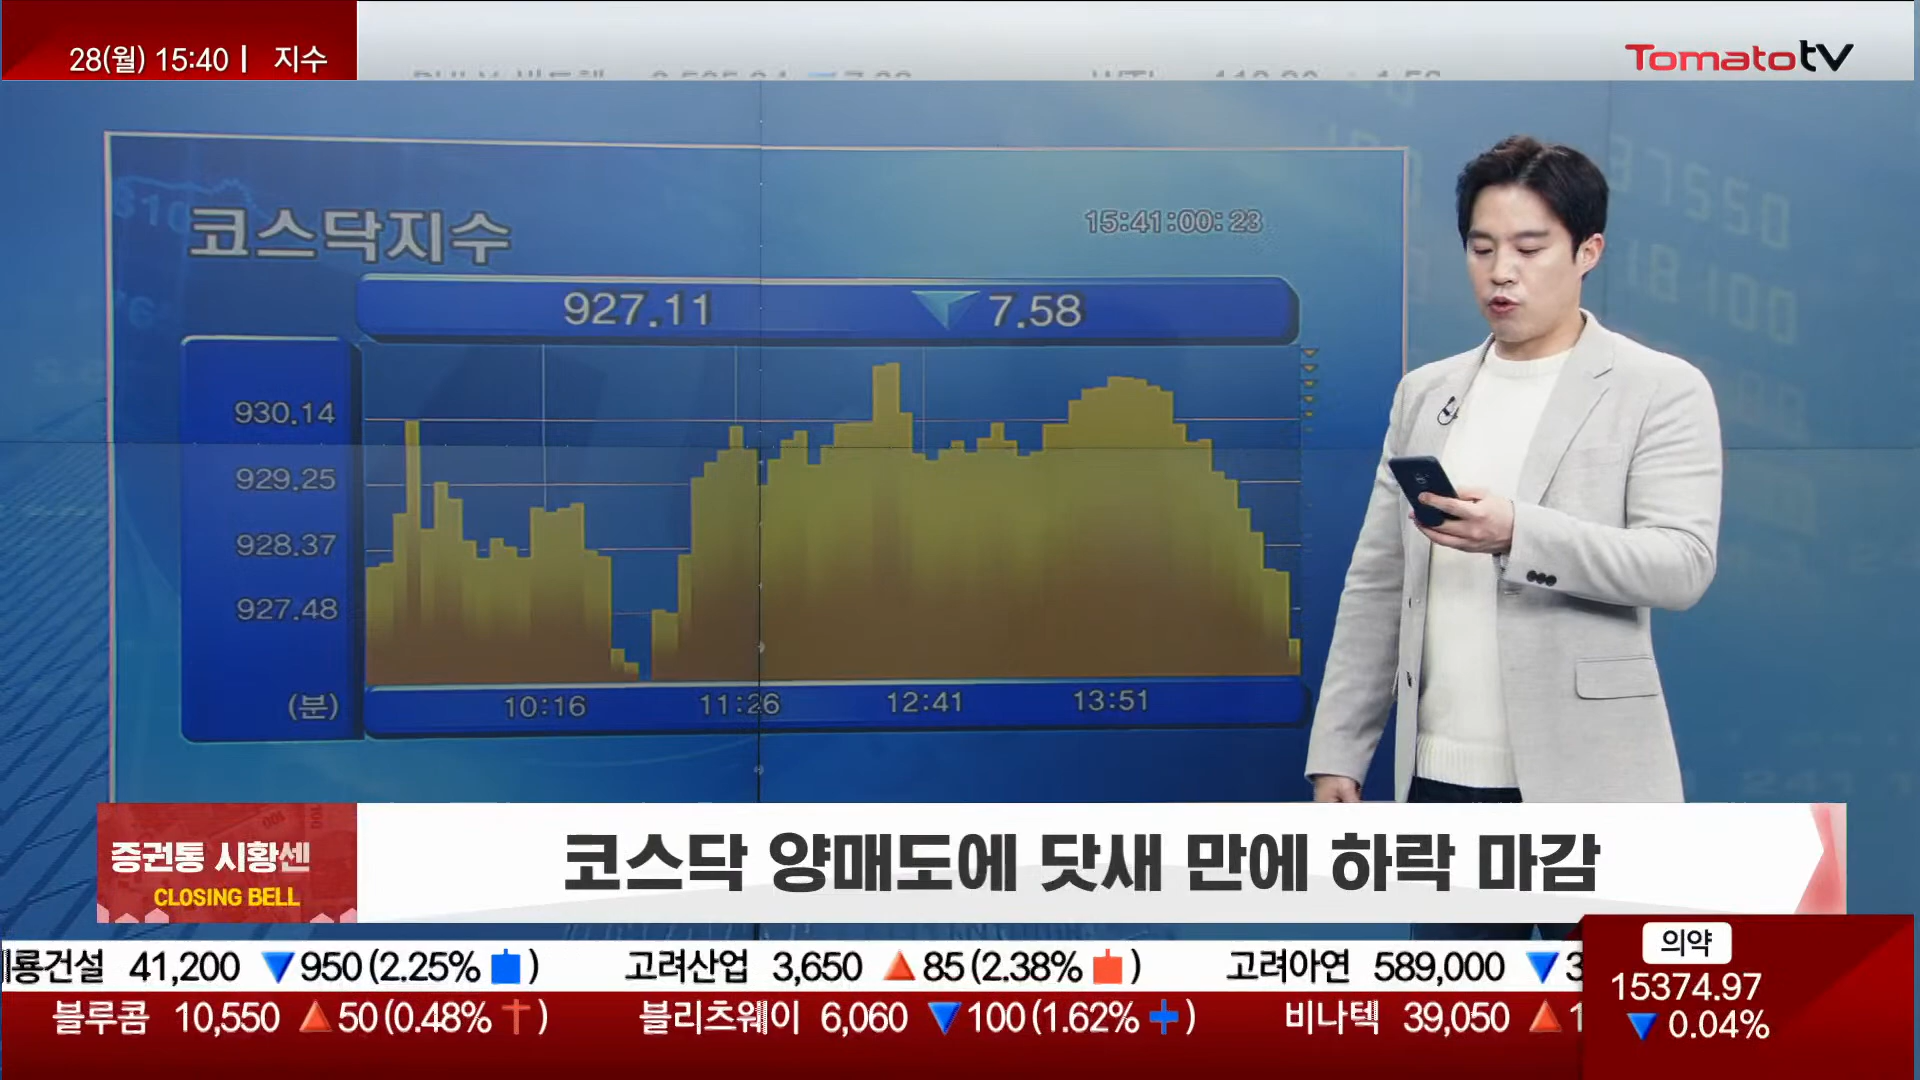 28(월) 15:40 | 지수
TomatoTV
코스닥지수
15:41:00:23
927.11 ▼ 7.58
930.14
929.25
928.37
927.48
(분)
10:16 11:26 12:41 13:51
증권통 시황센
CLOSING BELL
코스닥 양매도에 닷새 만에 하락 마감
룡건설 41,200 ▼950(2.25% ) 고려산업 3,650 ▲85(2.38% ) 고려아연 589,000 ▼3
블루콤 10,550 ▲50(0.48% ) 블리츠웨이 6,060 ▼100(1.62% ) 비나텍 39,050 ▲1
의약
15374.97
▼ 0.04%